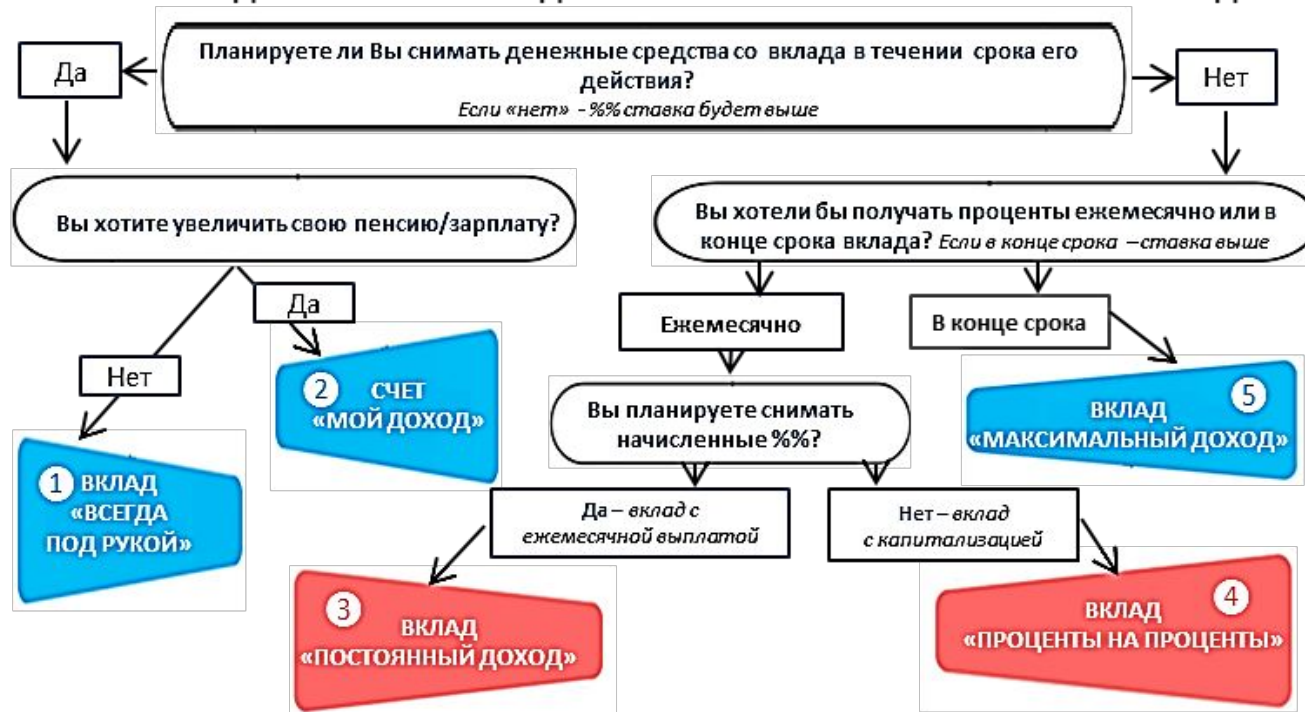 Планируете ли Вы снимать денежные средства со вклада в течении срока его
действия?
Если «нет» - %% ставка будет выше
Да
Нет
Вы хотите увеличить свою пенсию/зарплату?
Вы хотели бы получать проценты ежемесячно или в
конце срока вклада? Если в конце срока – ставка выше
Да
Нет
Ежемесячно
В конце срока
2 СЧЕТ
«МОЙ ДОХОД»
Вы планируете снимать
начисленные %%?
5
ВКЛАД
«МАКСИМАЛЬНЫЙ ДОХОД»
1 ВКЛАД
«ВСЕГДА
ПОД РУКОЙ»
Да – вклад с
ежемесячной выплатой
Нет – вклад
с капитализацией
3
ВКЛАД
«ПОСТОЯННЫЙ ДОХОД»
4
ВКЛАД
«ПРОЦЕНТЫ НА ПРОЦЕНТЫ»